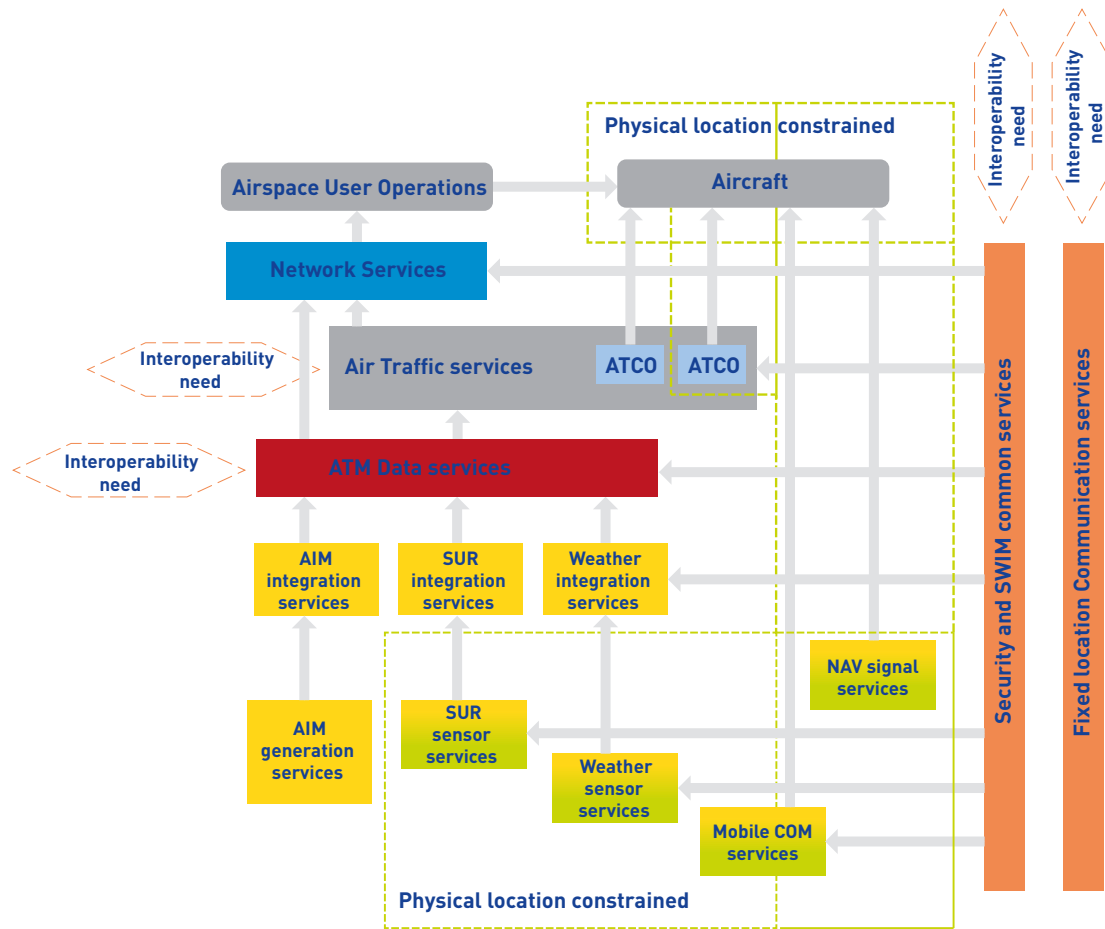 Interoperability
need
Interoperability
need
Physical location constrained
Airspace User Operations
Aircraft
Network Services
Interoperability
need
Air Traffic services
ATCO
ATCO
Interoperability
need
ATM Data services
AIM
integration
services
SUR
integration
services
Weather
integration
services
NAV signal
services
AIM
generation
services
SUR
sensor
services
Weather
sensor
services
Mobile COM
services
Physical location constrained
Security and SWIM common services
Fixed location Communication services